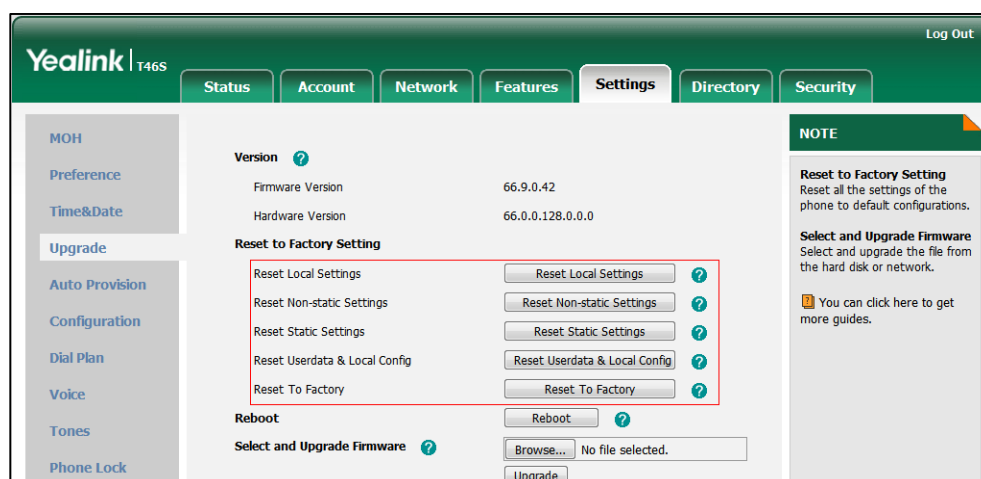 Log Out
Yealink T46S
Status Account Network Features Settings Directory Security
MOH
Preference
Time&Date
Upgrade
Auto Provision
Configuration
Dial Plan
Voice
Tones
Phone Lock
Version ?
Firmware Version 66.9.0.42
Hardware Version 66.0.0.128.0.0.0
Reset to Factory Setting
Reset Local Settings Reset Local Settings ?
Reset Non-static Settings Reset Non-static Settings ?
Reset Static Settings Reset Static Settings ?
Reset Userdata & Local Config Reset Userdata & Local Config ?
Reset To Factory Reset To Factory ?
Reboot Reboot ?
Select and Upgrade Firmware ? Browse... No file selected.
Upgrade
NOTE
Reset to Factory Setting
Reset all the settings of the
phone to default configurations.
Select and Upgrade Firmware
Select and upgrade the file from
the hard disk or network.
? You can click here to get
more guides.